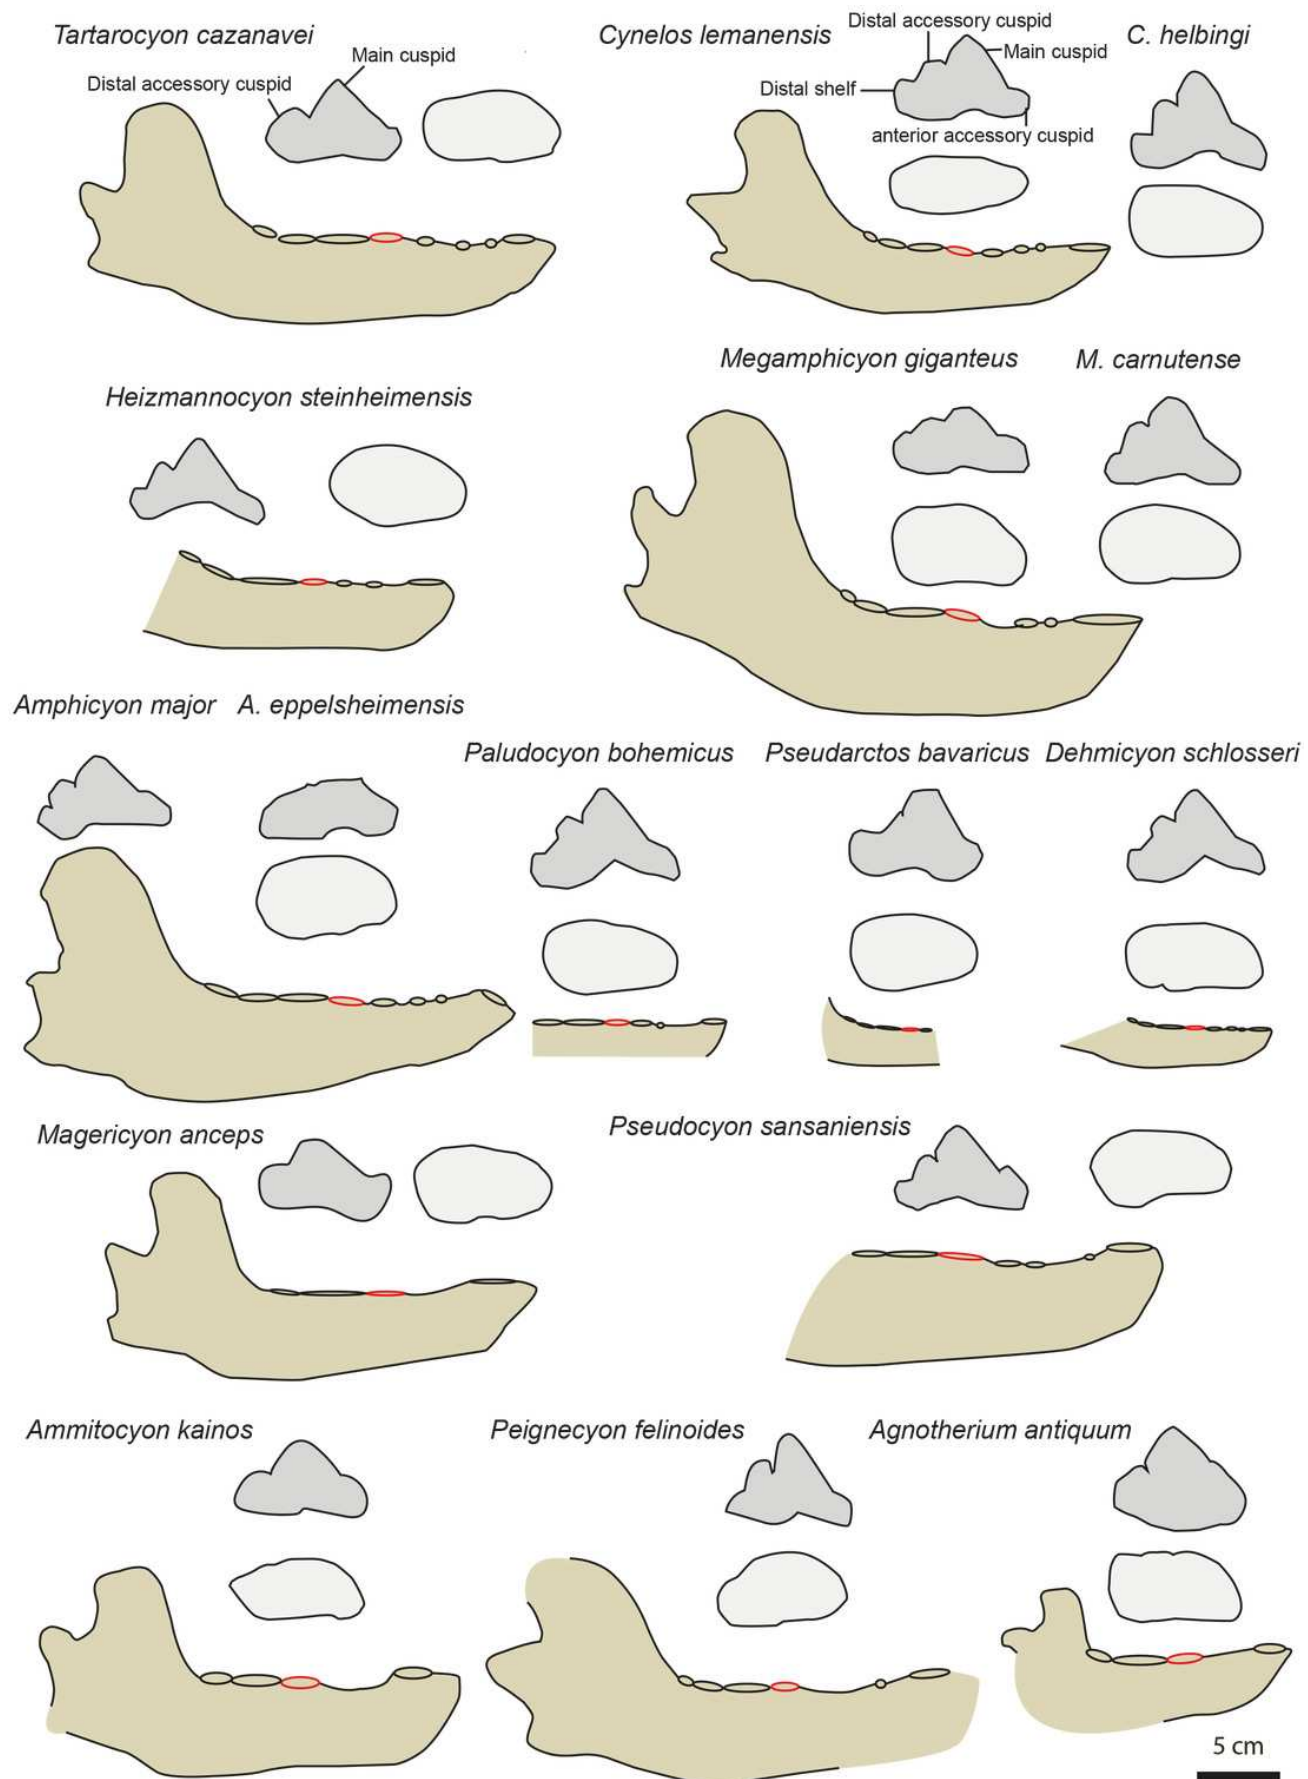 Tartarocyon cazanavei
Main cuspid
Distal accessory cuspid
Cynelos lemanensis
Distal accessory cuspid
Main cuspid
Distal shelf
anterior accessory cuspid
C. helbingi
Heizmannocyon steinheimensis
Megamphicyon giganteus
M. carnutense
Amphicyon major
A. eppelsheimensis
Paludocyon bohemicus
Pseudarctos bavaricus
Dehmicyon schlosseri
Magericyon anceps
Pseudocyon sansaniensis
Ammitocyon kainos
Peignecyon felinoides
Agnotherium antiquum
5 cm